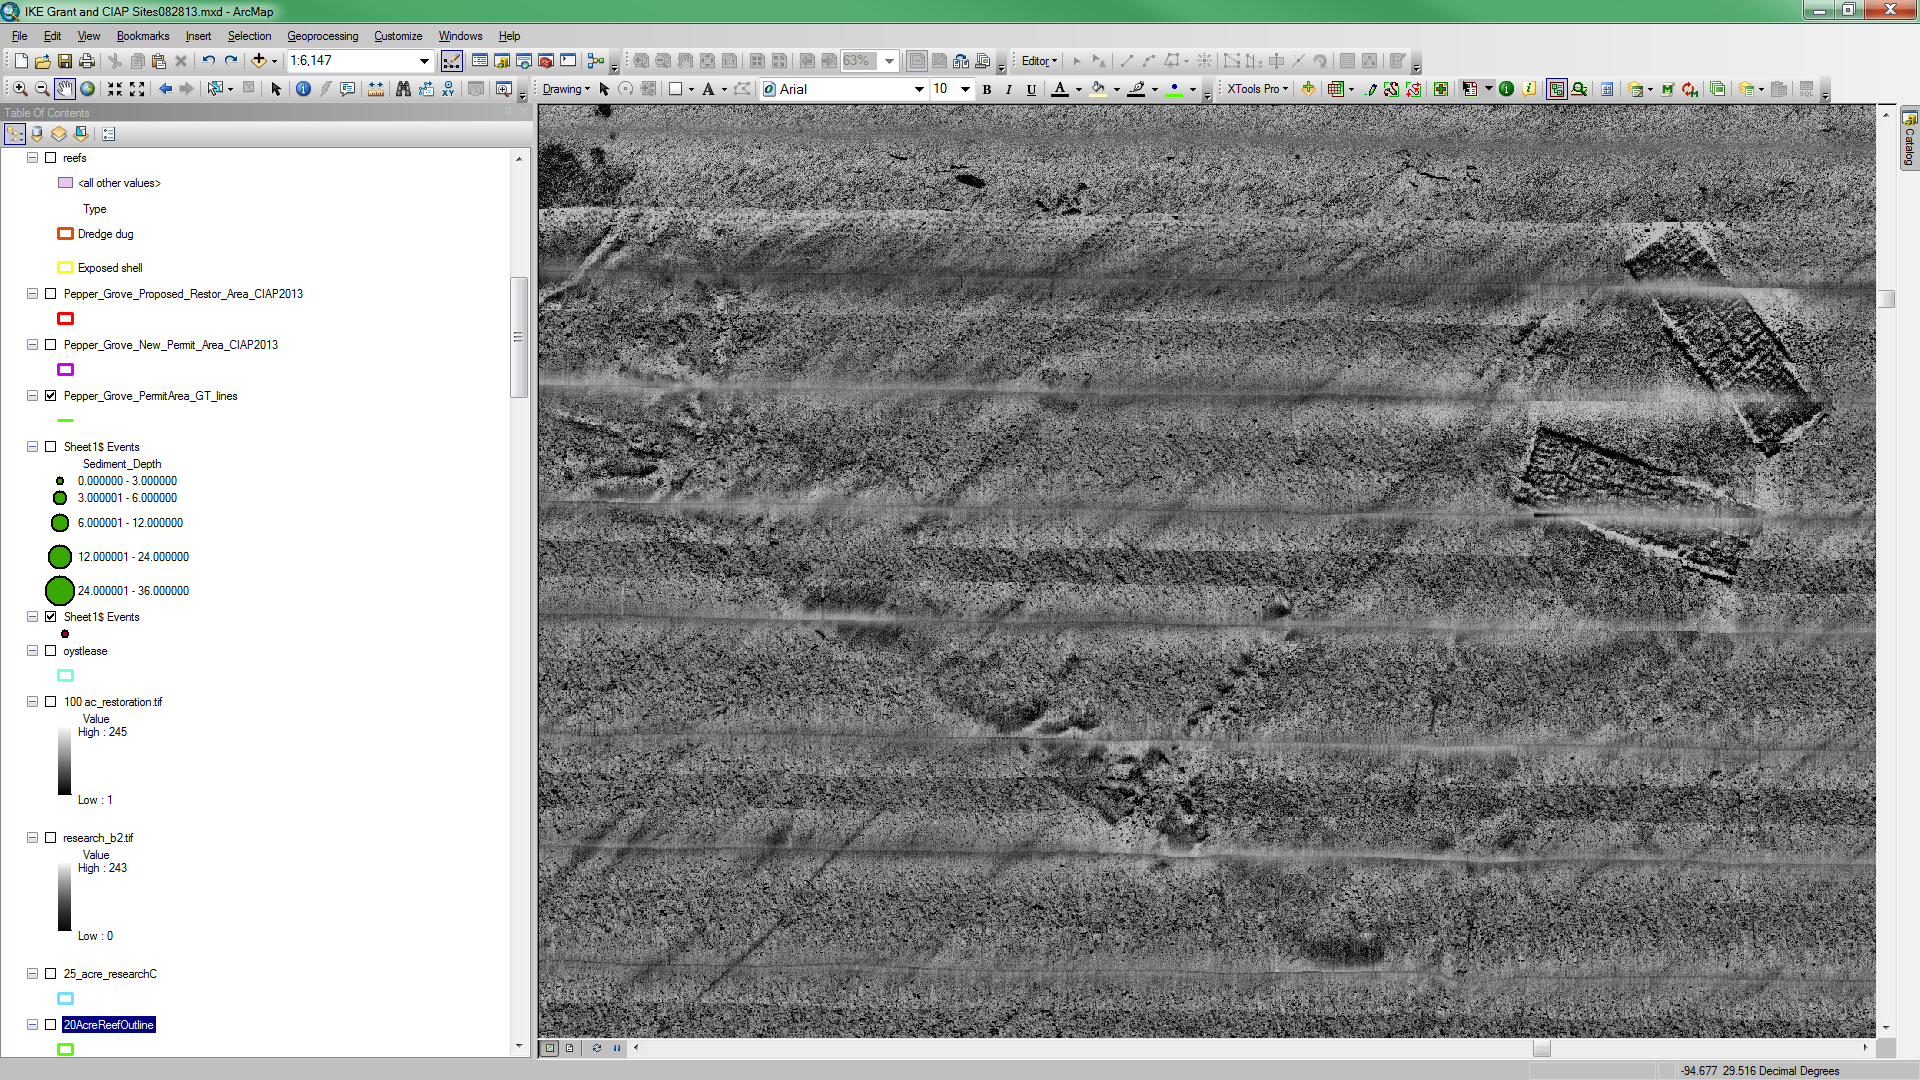 IKE Grant and CIAP Sites082813.mxd - ArcMap
File Edit View Bookmarks Insert Selection Geoprocessing Customize Windows Help
1:6,147
63%
Editor
Drawing
Arial
10
B I U A
XTools Pro
Table Of Contents
Catalog
reefs
<all other values>
Type
Dredge dug
Exposed shell
Pepper_Grove_Proposed_Restor_Area_CIAP2013
Pepper_Grove_New_Permit_Area_CIAP2013
Pepper_Grove_PermitArea_GT_lines
Sheet1$ Events
Sediment_Depth
0.000000 - 3.000000
3.000001 - 6.000000
6.000001 - 12.000000
12.000001 - 24.000000
24.000001 - 36.000000
Sheet1$ Events
oystlease
100 ac_restoration.tif
Value
High : 245
Low : 1
research_b2.tif
Value
High : 243
Low : 0
25_acre_researchC
20AcreReefOutline
-94.677 29.516 Decimal Degrees